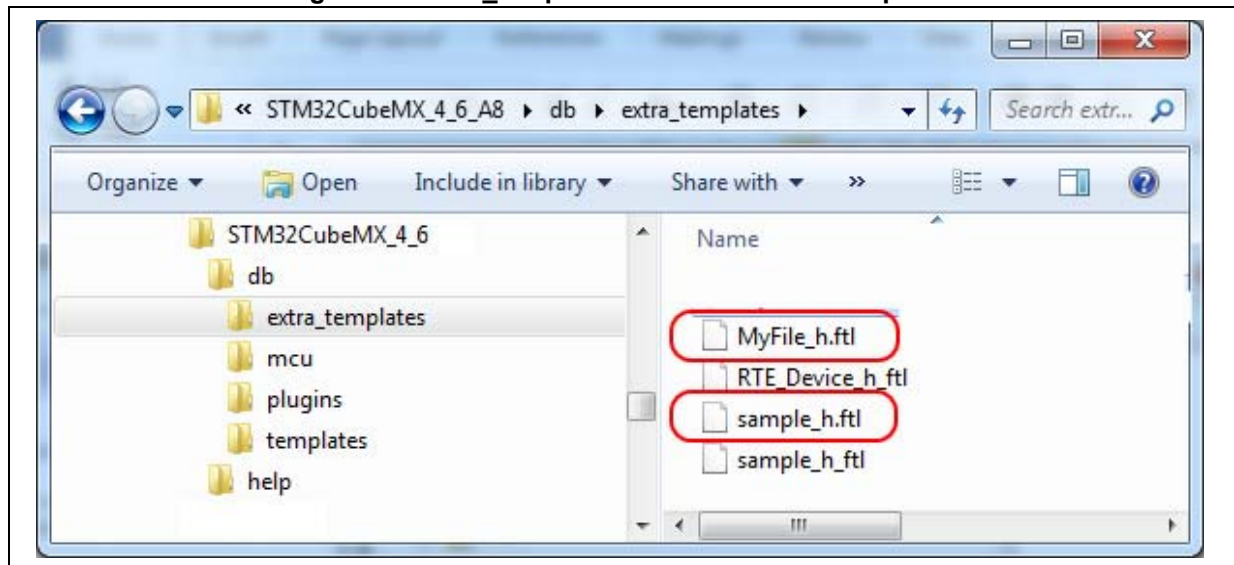 « STM32CubeMX_4_6_A8 ▸ db ▸ extra_templates ▸ Search extr...
Organize Open Include in library Share with »
STM32CubeMX_4_6
db
extra_templates
mcu
plugins
templates
help
Name
MyFile_h.ftl
RTE_Device_h_ftl
sample_h.ftl
sample_h_ftl